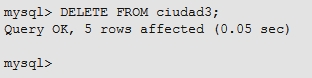 mysql> DELETE FROM ciudad3;
Query OK, 5 rows affected (0.05 sec)
mysql>